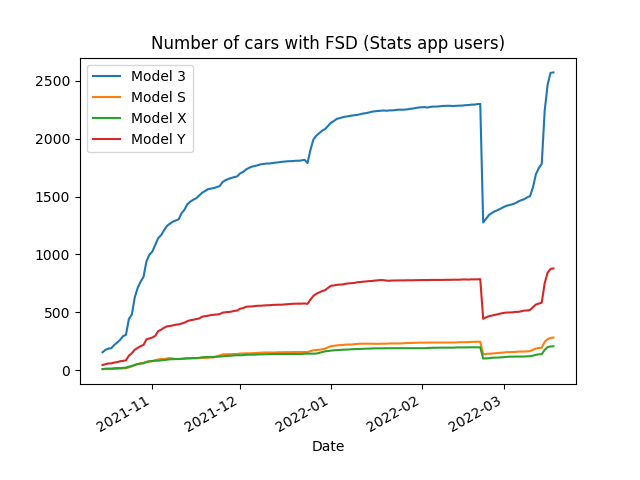 Number of cars with FSD (Stats app users)
Model 3
Model S
Model X
Model Y
2500
2000
1500
1000
500
0
2021-11
2021-12
2022-01
2022-02
2022-03
Date